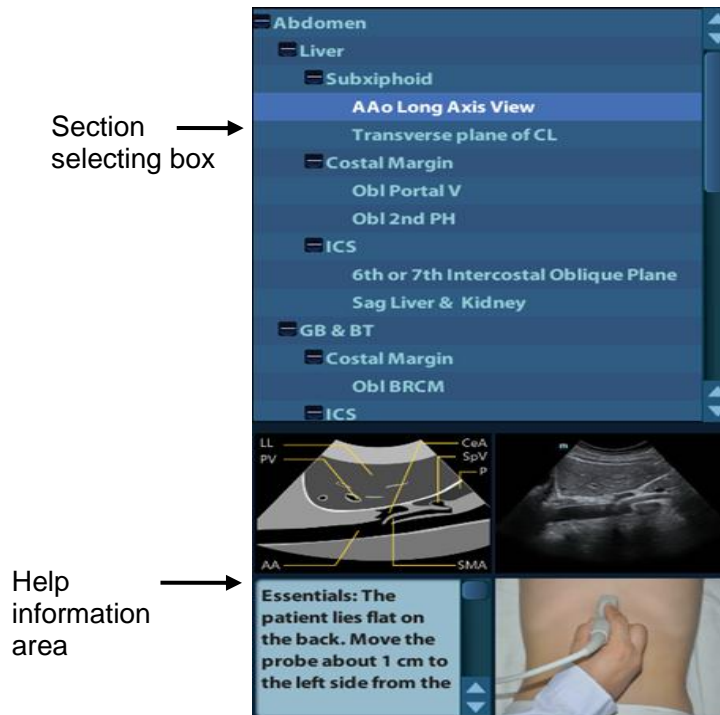 Abdomen
Liver
Subxiphoid
AAo Long Axis View
Transverse plane of CL
Costal Margin
Obl Portal V
Obl 2nd PH
ICS
6th or 7th Intercostal Oblique Plane
Sag Liver & Kidney
GB & BT
Costal Margin
Obl BRCM
ICS
Section
selecting box
LL
CeA
PV
SpV
P
AA
SMA
m
Help
information
area
Essentials: The
patient lies flat on
the back. Move the
probe about 1 cm to
the left side from the